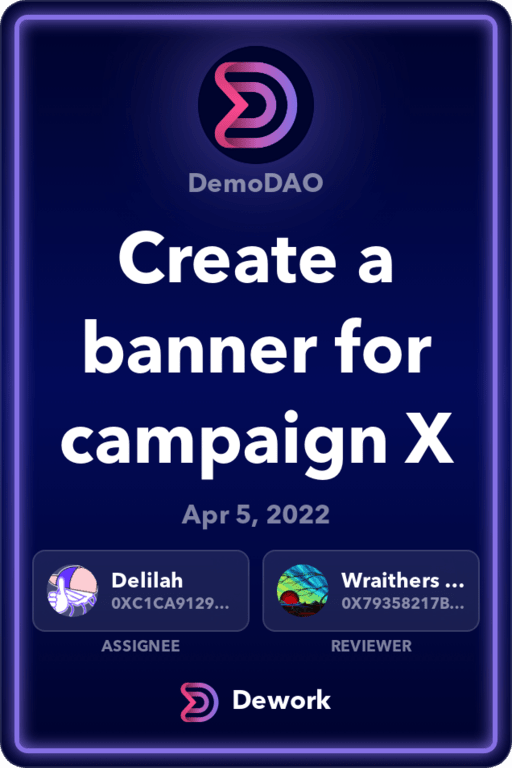 DemoDAO
Create a
banner for
campaign X
Apr 5, 2022
Delilah
0XC1CA9129...
ASSIGNEE
Wraithers ...
0X79358217B...
REVIEWER
Dework